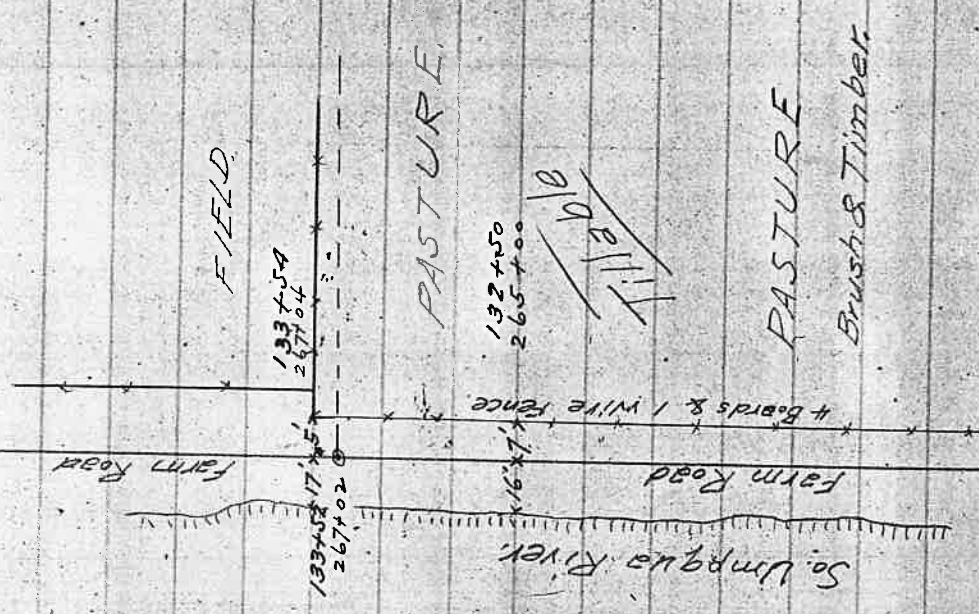 FIELD.
133+54
267+04
PASTURE.
132+50
265+00
Tillable
PASTURE
Brush & Timber.
4 Boards & 1 Wire Fence
5'
17'
133+52
267+02
7'
16'
Farm Road
Farm Road
So. Umpqua River.